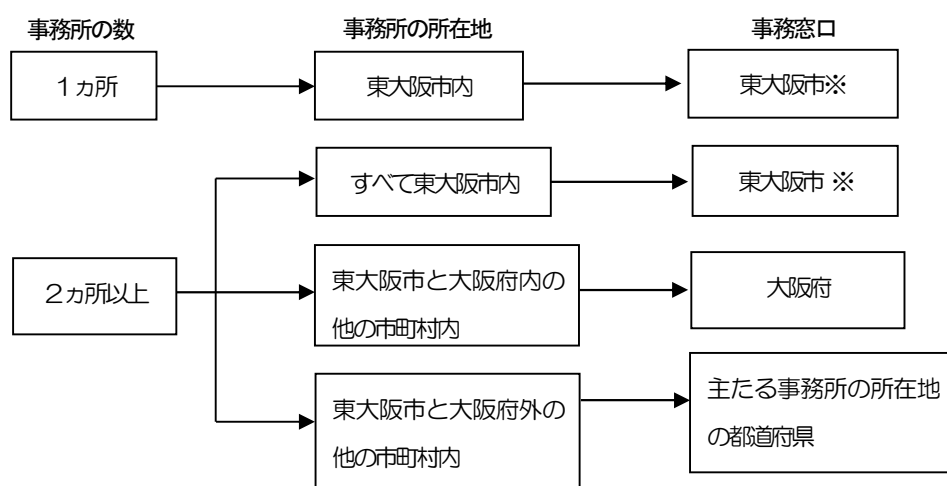 事務所の数
事務所の所在地
事務窓口
１ヵ所
東大阪市内
東大阪市※
すべて東大阪市内
東大阪市 ※
２ヵ所以上
東大阪市と大阪府内の
他の市町村内
大阪府
東大阪市と大阪府外の
他の市町村内
主たる事務所の所在地
の都道府県